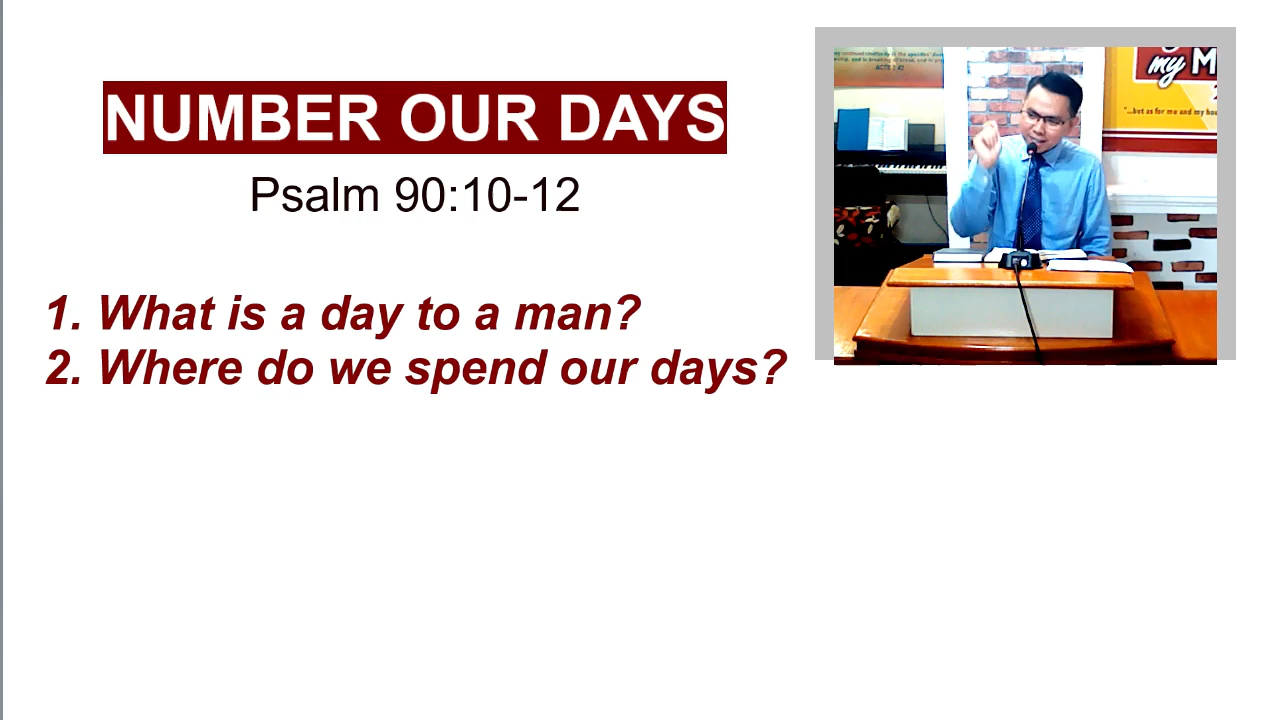 NUMBER OUR DAYS
Psalm 90:10-12
1. What is a day to a man?
2. Where do we spend our days?
my M
"...but as for me and my hou
ACTS 2:42